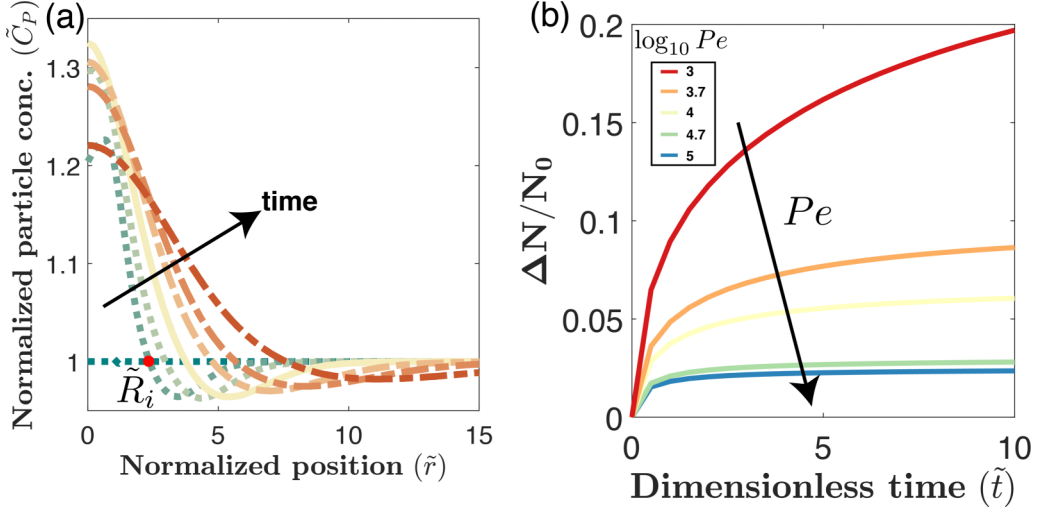 (a)
Normalized particle conc. (C̃_P)
1.3
1.2
1.1
1
time
R̃_i
0
5
10
15
Normalized position (r̃)
(b)
ΔN/N_0
0.2
0.15
0.1
0.05
0
log_10 Pe
3
3.7
4
4.7
5
Pe
0
5
10
Dimensionless time (t̃)